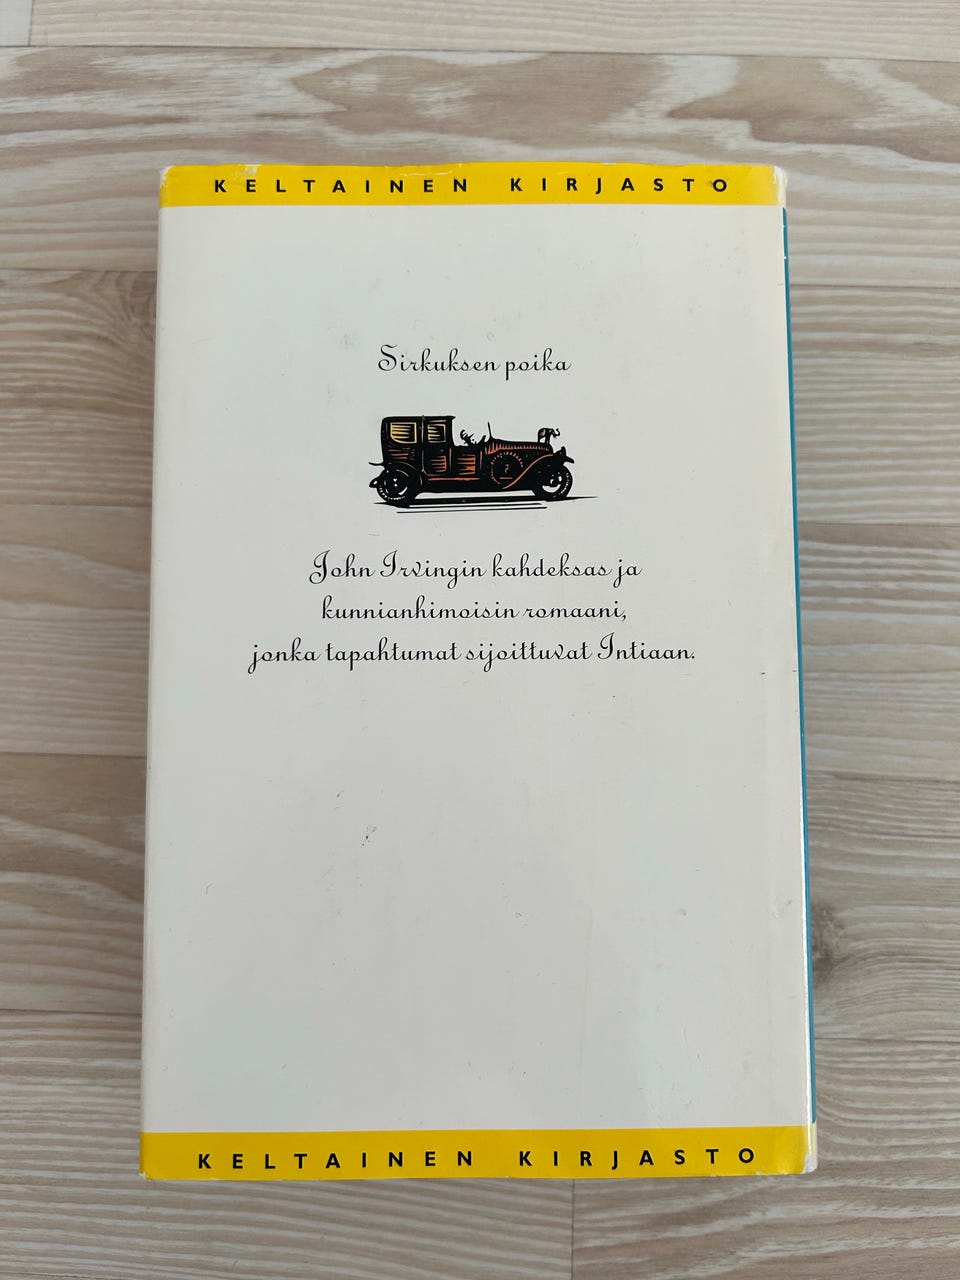 KELTAINEN KIRJASTO
Sirkuksen poika
John Irvingin kahdeksas ja
kunnianhimoisin romaani,
jonka tapahtumat sijoittuvat Intiaan.
KELTAINEN KIRJASTO